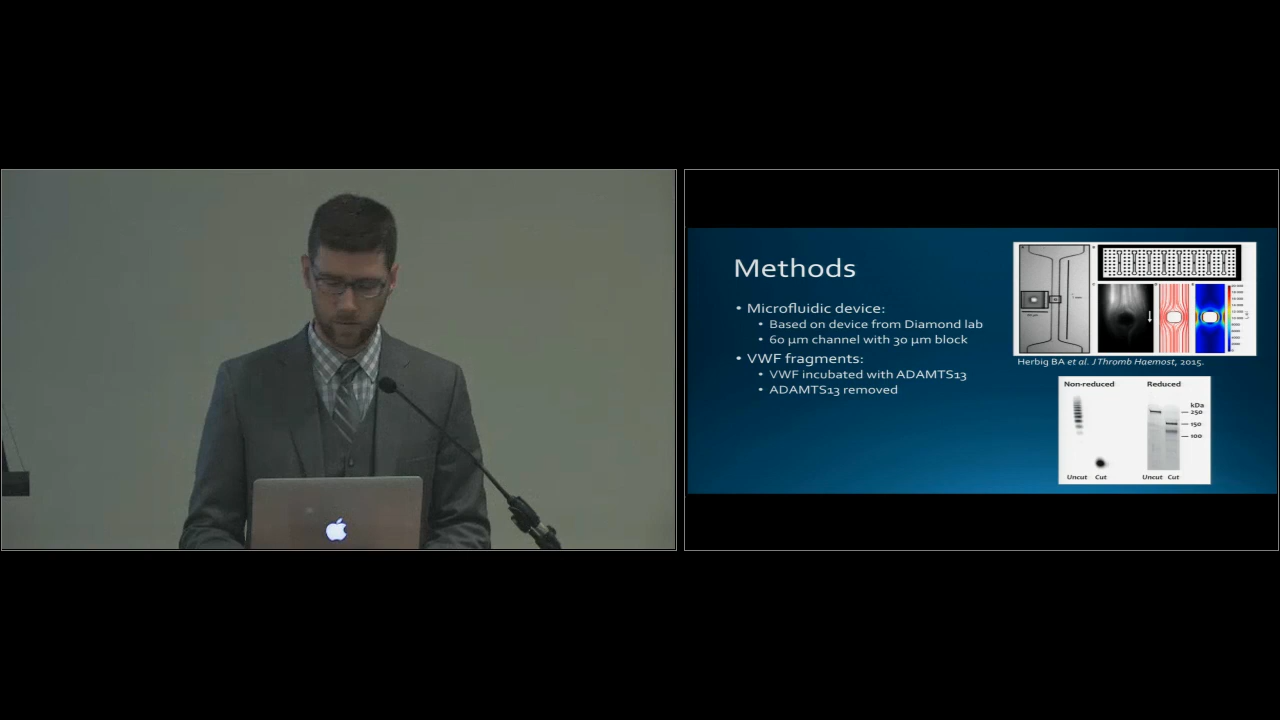 Methods
• Microfluidic device:
• Based on device from Diamond lab
• 60 µm channel with 30 µm block
• VWF fragments:
• VWF incubated with ADAMTS13
• ADAMTS13 removed
Herbig BA et al. J Thromb Haemost, 2015.
Non-reduced Reduced
kDa
250
150
100
Uncut Cut Uncut Cut